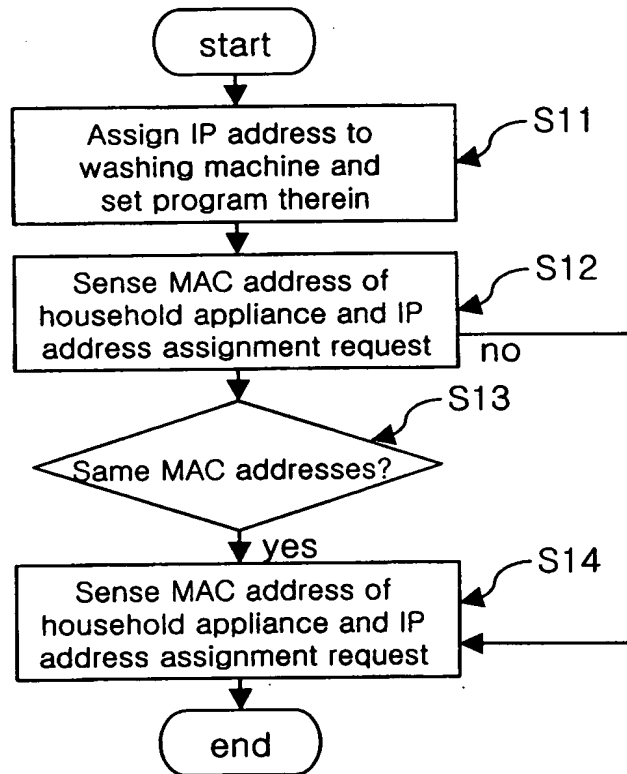 start
Assign IP address to
washing machine and
set program therein
S11
Sense MAC address of
household appliance and IP
address assignment request
S12
no
S13
Same MAC addresses?
yes
Sense MAC address of
household appliance and IP
address assignment request
S14
end